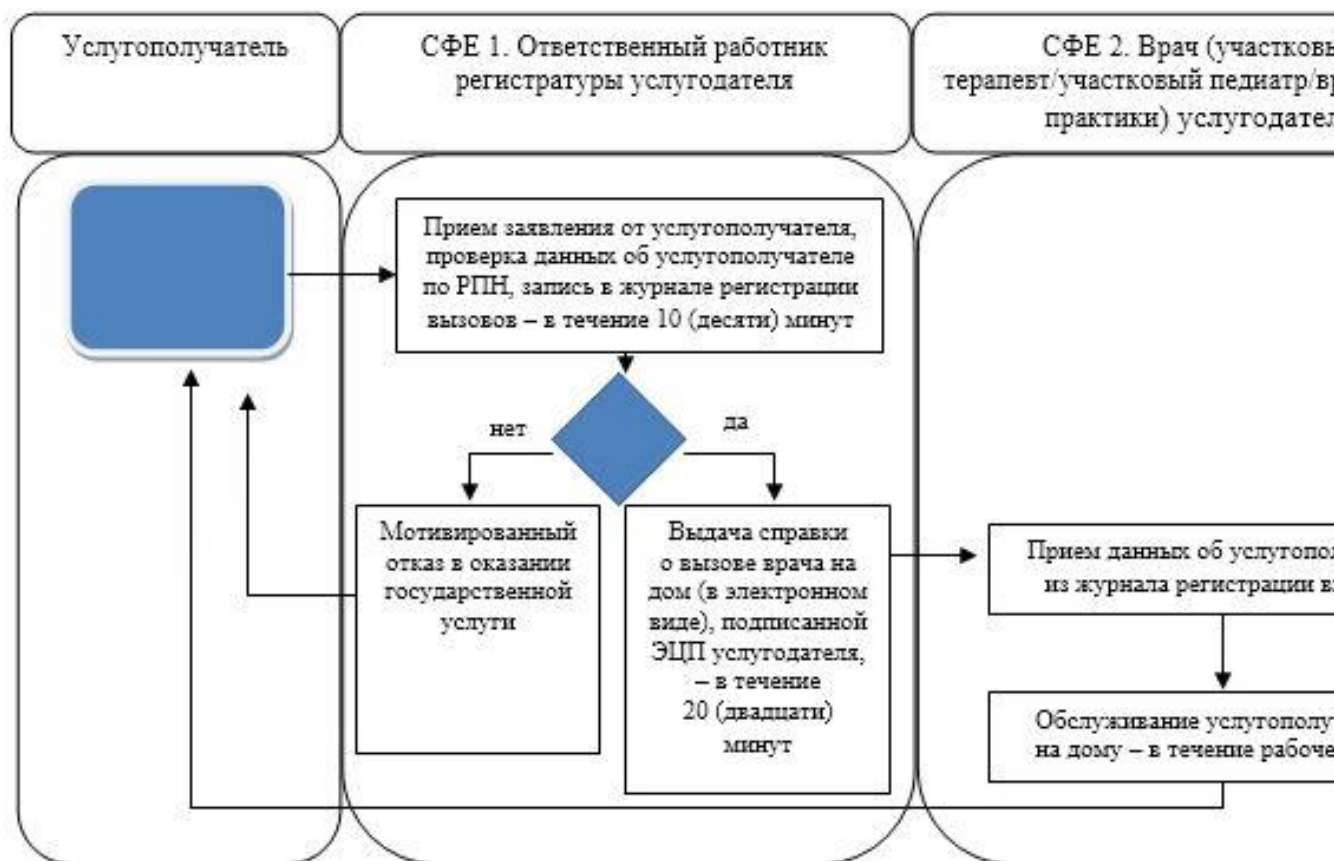 Услугополучатель
СФЕ 1. Ответственный работник
регистратуры услугодателя
СФЕ 2. Врач (участковы
терапевт/участковый педиатр/вр
практики) услугодател
Прием заявления от услугополучателя,
проверка данных об услугополучателе
по РПН, запись в журнале регистрации
вызовов – в течение 10 (десяти) минут
нет
да
Мотивированный
отказ в оказании
государственной
услуги
Выдача справки
о вызове врача на
дом (в электронном
виде), подписанной
ЭЦП услугодателя,
– в течение
20 (двадцати)
минут
Прием данных об услугопол
из журнала регистрации в
Обслуживание услугополу
на дому – в течение рабоче